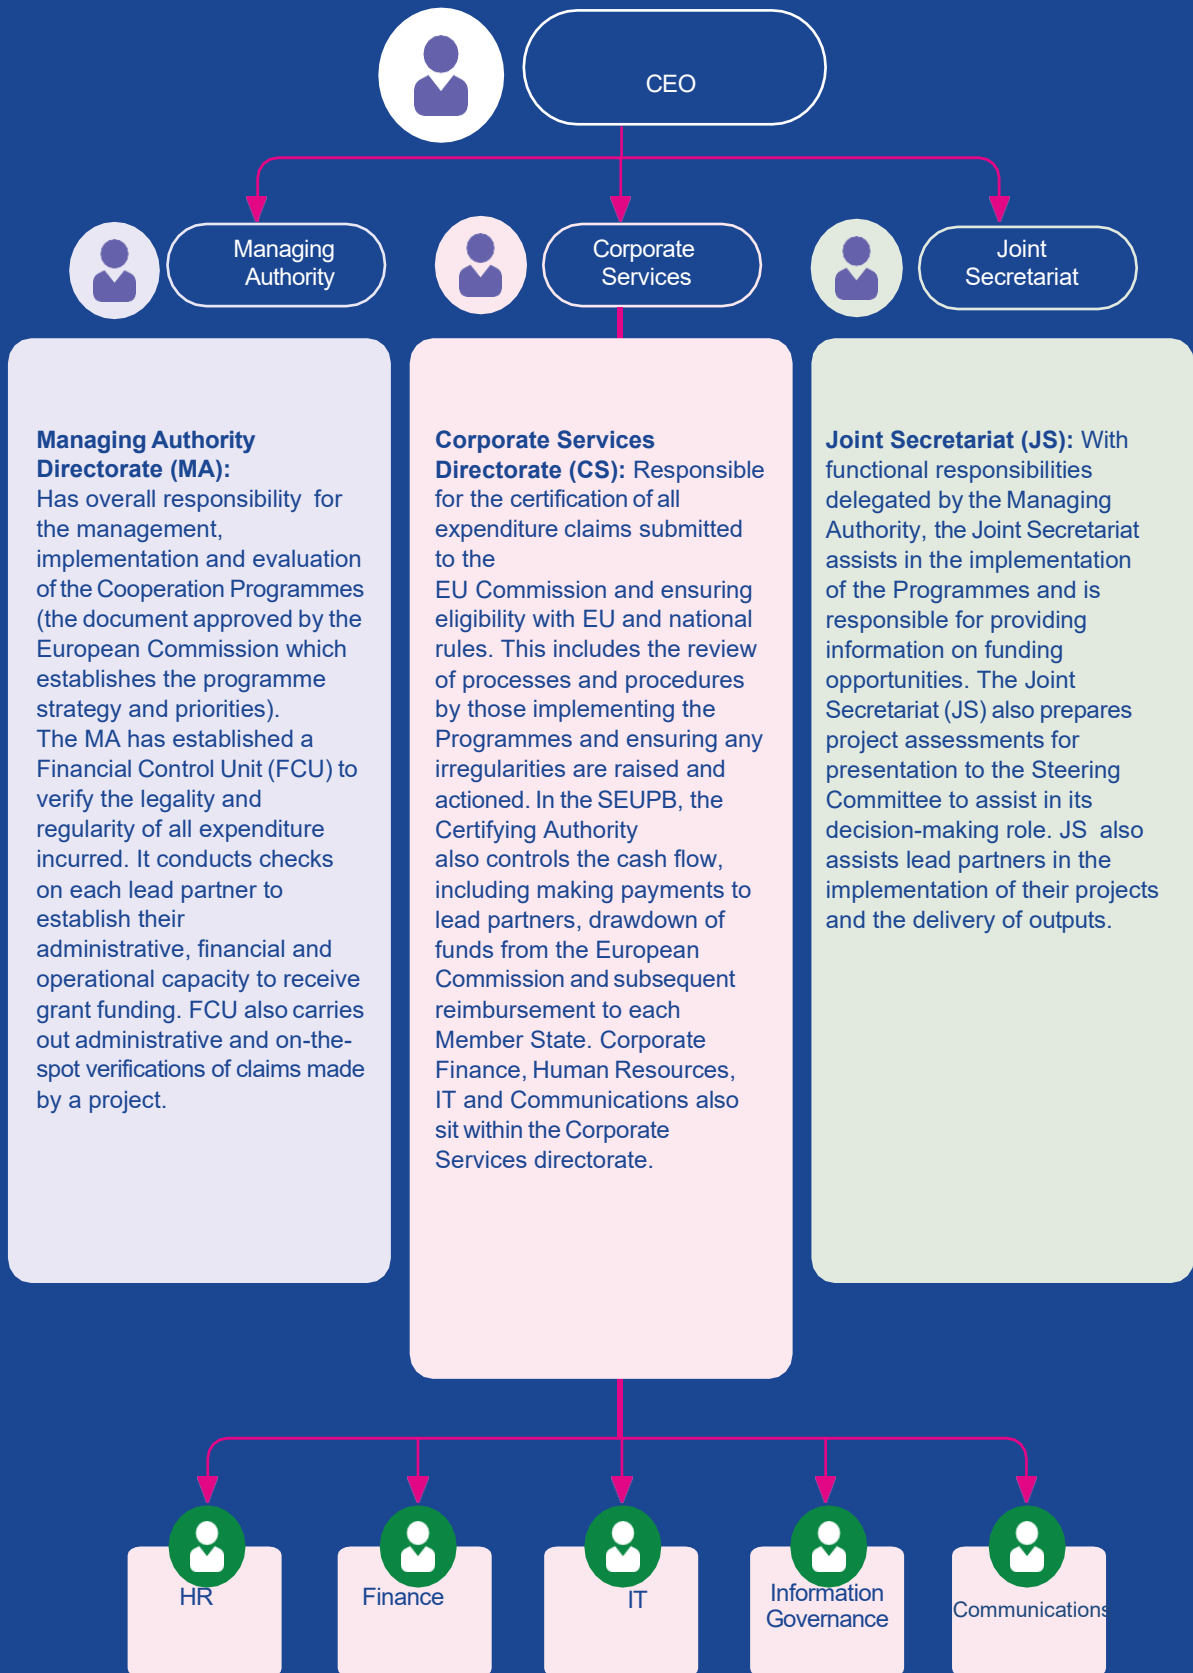 CEO
Managing
Authority
Corporate
Services
Joint
Secretariat
Managing Authority
Directorate (MA):
Has overall responsibility for
the management,
implementation and evaluation
of the Cooperation Programmes
(the document approved by the
European Commission which
establishes the programme
strategy and priorities).
The MA has established a
Financial Control Unit (FCU) to
verify the legality and
regularity of all expenditure
incurred. It conducts checks
on each lead partner to
establish their
administrative, financial and
operational capacity to receive
grant funding. FCU also carries
out administrative and on-the-
spot verifications of claims made
by a project.
Corporate Services
Directorate (CS): Responsible
for the certification of all
expenditure claims submitted
to the
EU Commission and ensuring
eligibility with EU and national
rules. This includes the review
of processes and procedures
by those implementing the
Programmes and ensuring any
irregularities are raised and
actioned. In the SEUPB, the
Certifying Authority
also controls the cash flow,
including making payments to
lead partners, drawdown of
funds from the European
Commission and subsequent
reimbursement to each
Member State. Corporate
Finance, Human Resources,
IT and Communications also
sit within the Corporate
Services directorate.
Joint Secretariat (JS): With
functional responsibilities
delegated by the Managing
Authority, the Joint Secretariat
assists in the implementation
of the Programmes and is
responsible for providing
information on funding
opportunities. The Joint
Secretariat (JS) also prepares
project assessments for
presentation to the Steering
Committee to assist in its
decision-making role. JS also
assists lead partners in the
implementation of their projects
and the delivery of outputs.
HR
Finance
IT
Information
Governance
Communications